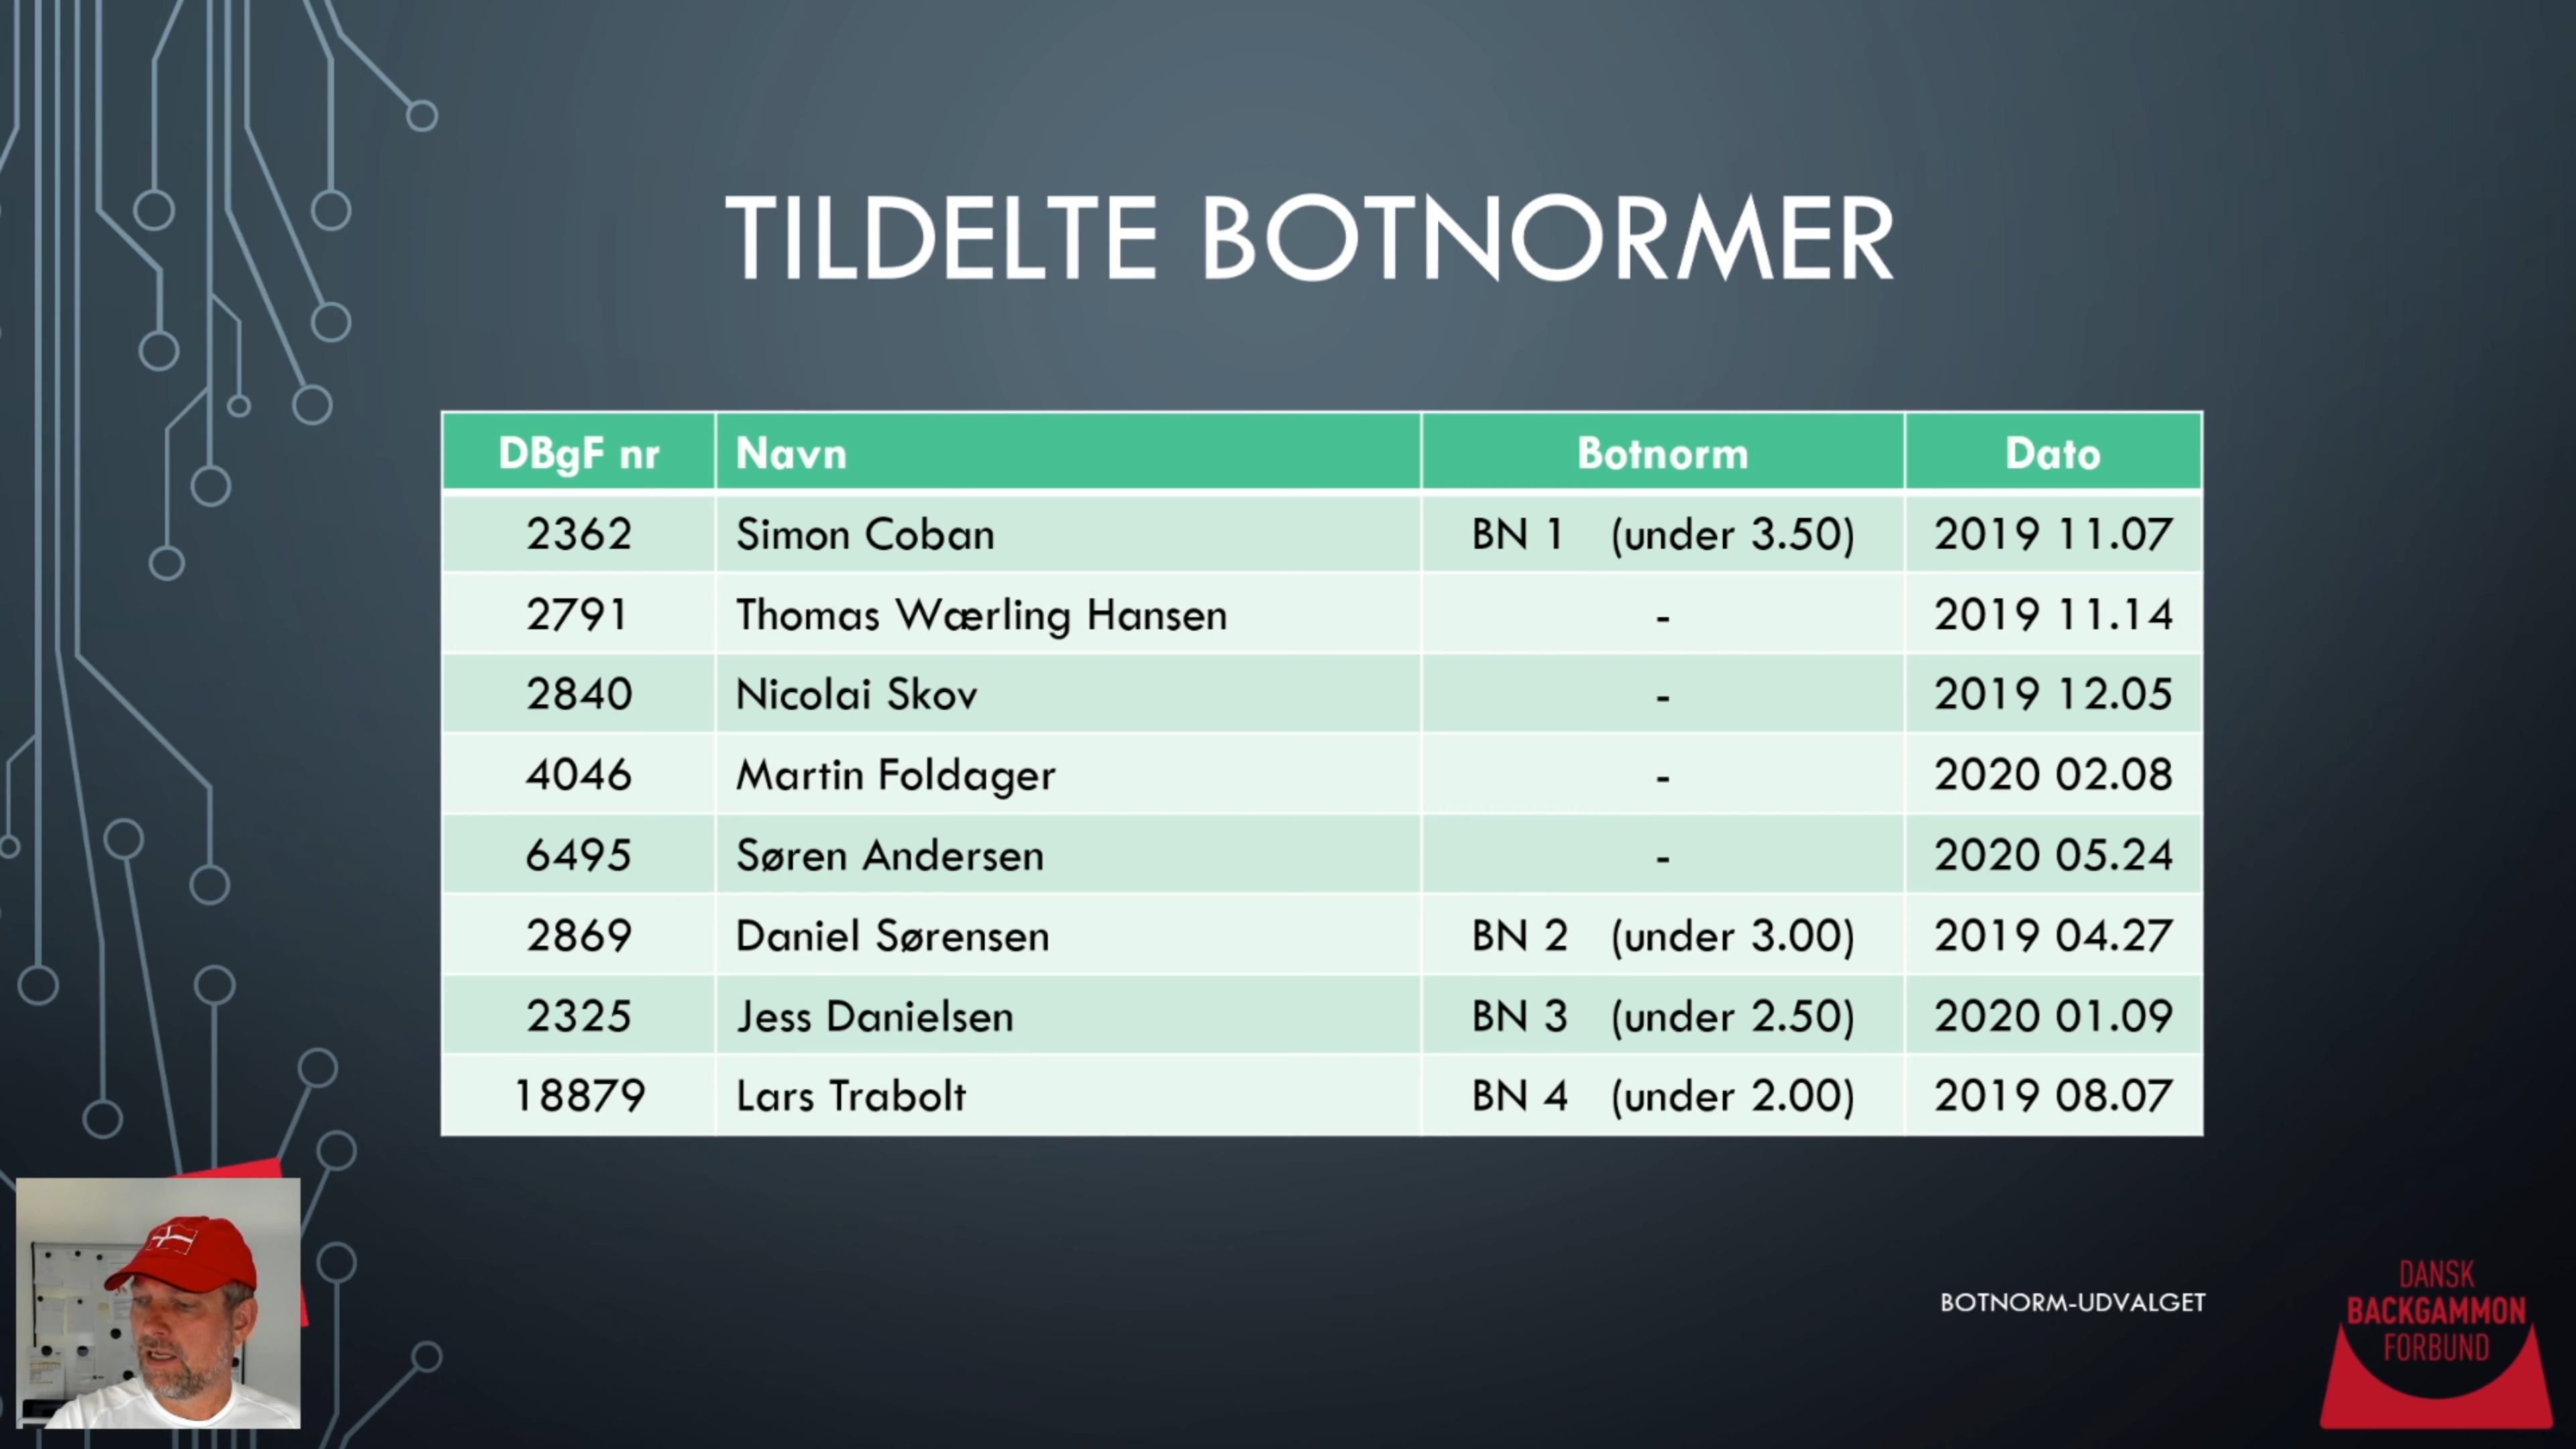 TILDELTE BOTNORMER
DBgF nr Navn Botnorm Dato
2362 Simon Coban BN 1 (under 3.50) 2019 11.07
2791 Thomas Wærling Hansen - 2019 11.14
2840 Nicolai Skov - 2019 12.05
4046 Martin Foldager - 2020 02.08
6495 Søren Andersen - 2020 05.24
2869 Daniel Sørensen BN 2 (under 3.00) 2019 04.27
2325 Jess Danielsen BN 3 (under 2.50) 2020 01.09
18879 Lars Trabolt BN 4 (under 2.00) 2019 08.07
BOTNORM-UDVALGET
DANSK
BACKGAMMON
FORBUND